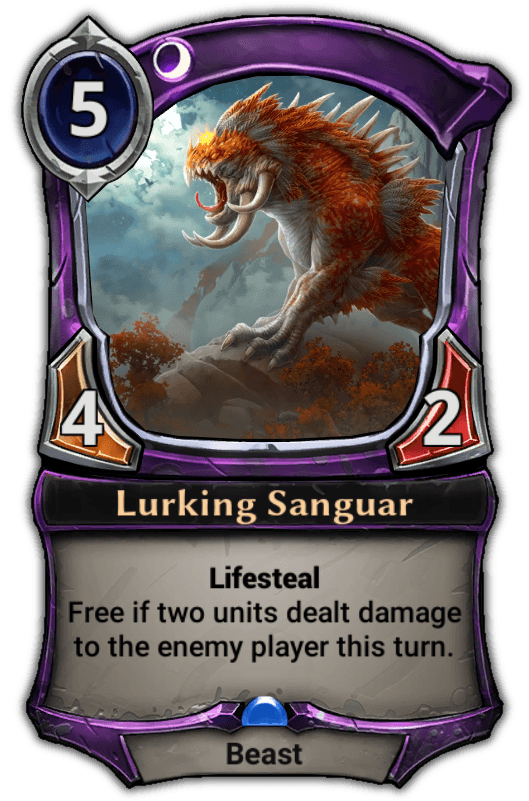 5
4
2
Lurking Sanguar
Lifesteal
Free if two units dealt damage
to the enemy player this turn.
Beast